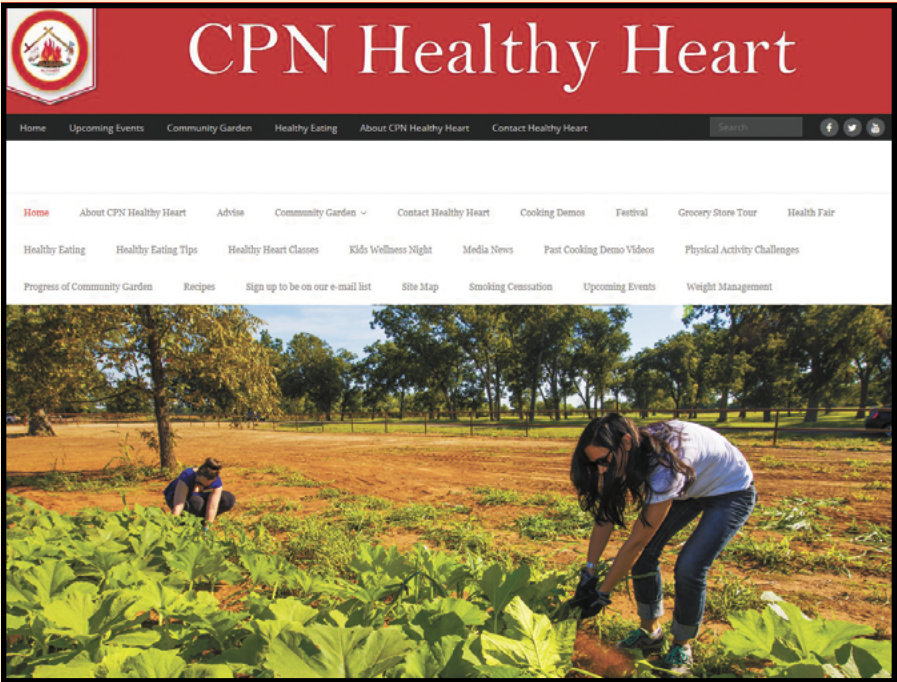 CPN Healthy Heart
Home Upcoming Events Community Garden Healthy Eating About CPN Healthy Heart Contact Healthy Heart Search
Home About CPN Healthy Heart Advise Community Garden Contact Healthy Heart Cooking Demos Festival Grocery Store Tour Health Fair
Healthy Eating Healthy Eating Tips Healthy Heart Classes Kids Wellness Night Media News Past Cooking Demo Videos Physical Activity Challenges
Progress of Community Garden Recipes Sign up to be on our e-mail list Site Map Smoking Censsation Upcoming Events Weight Management